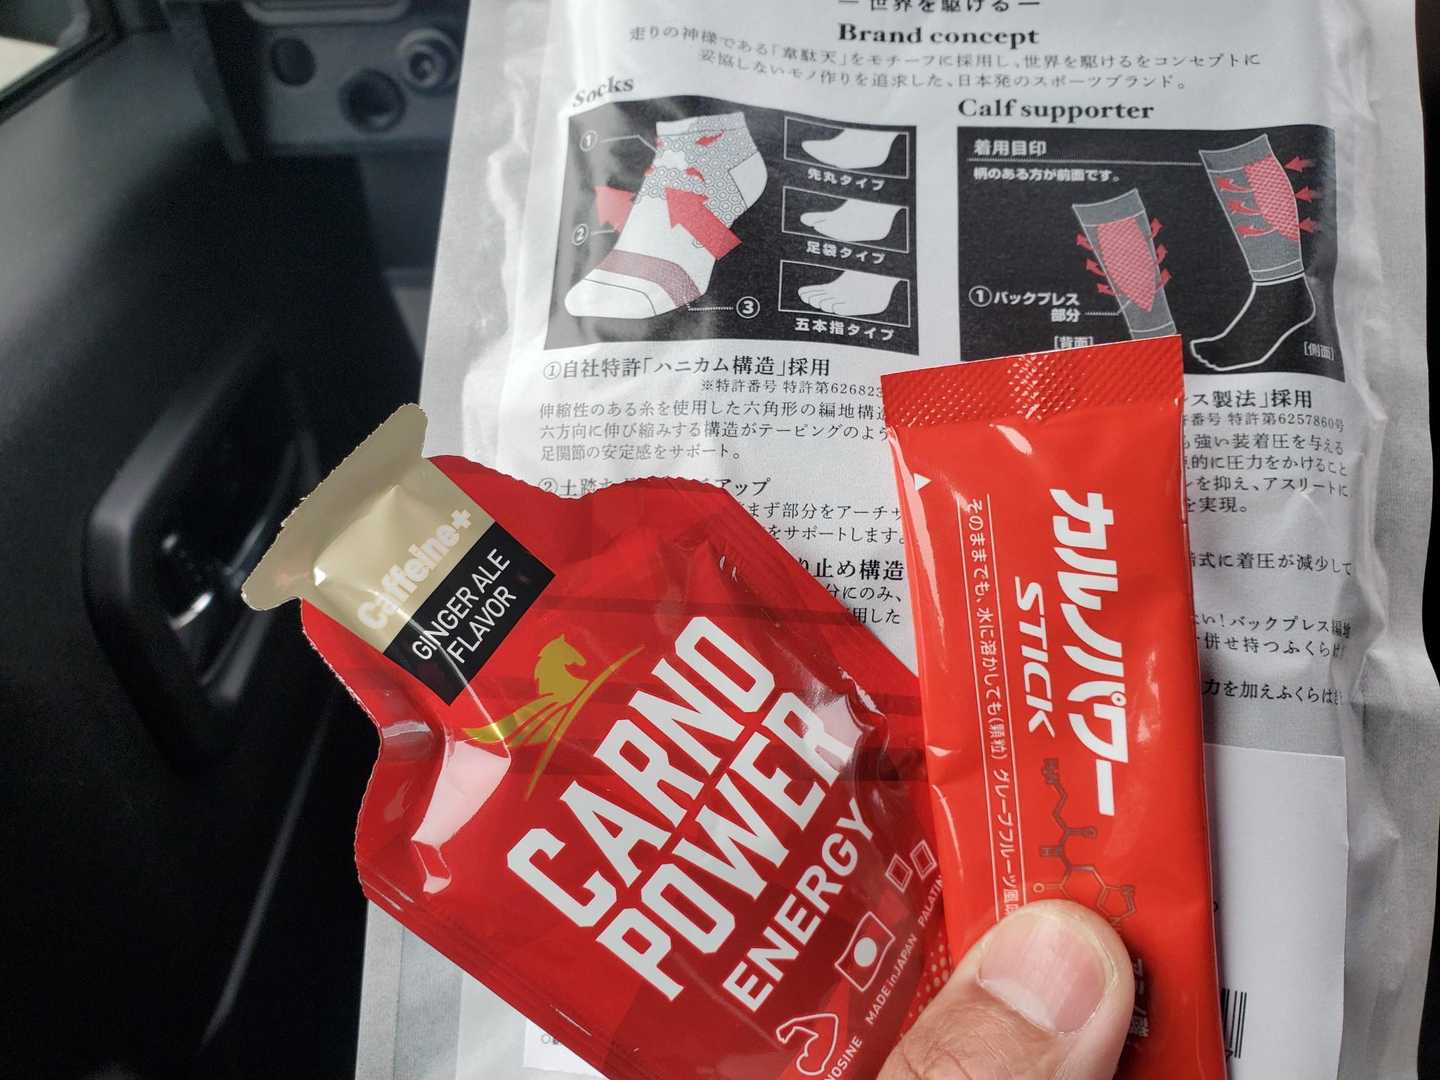 — 世界を駆ける —
Brand concept
走りの神様である「韋駄天」をモチーフに採用し、世界を駆けるをコンセプトに
妥協しないモノ作りを追求した、日本発のスポーツブランド。
Socks
①
②
③
先丸タイプ
足袋タイプ
五本指タイプ
①自社特許「ハニカム構造」採用
※特許番号 特許第626823
伸縮性のある糸を使用した六角形の編地構造
六方向に伸び縮みする構造がテーピングのよう
足関節の安定感をサポート。
②土踏ま
アップ
まず部分をアーチ
をサポートします。
り止め構造
分にのみ、
用した
Calf supporter
着用目印
柄のある方が前面です。
①バックプレス
部分
[背面]
[側面]
ス製法」採用
番号 特許第6257860号
強い装着圧を与える
的に圧力をかけること
を抑え、アスリートに
を実現。
式に着圧が減少して
ない！バックプレス編地
併せ持つふくらは
力を加えふくらはぎ
Caffeine+
GINGER ALE
FLAVOR
CARNO
POWER
ENERGY
MADE in JAPAN
PALATIN
NOSINE
カルノパワー
STICK
そのままでも、水に溶かしても(顆粒) グレープフルーツ風